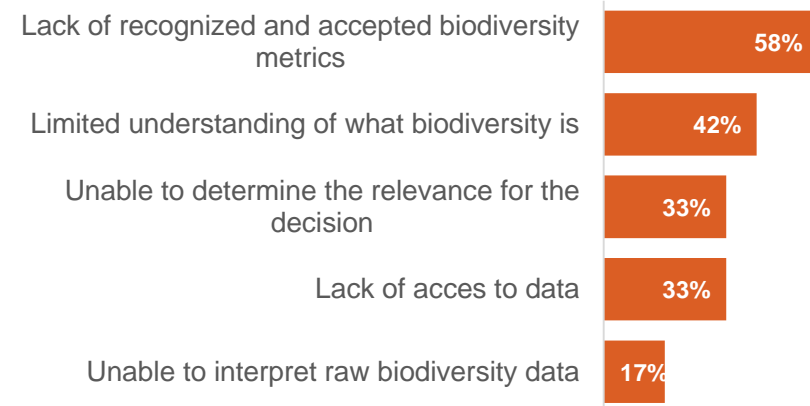 Lack of recognized and accepted biodiversity
metrics
58%
Limited understanding of what biodiversity is
42%
Unable to determine the relevance for the
decision
33%
Lack of acces to data
33%
Unable to interpret raw biodiversity data
17%